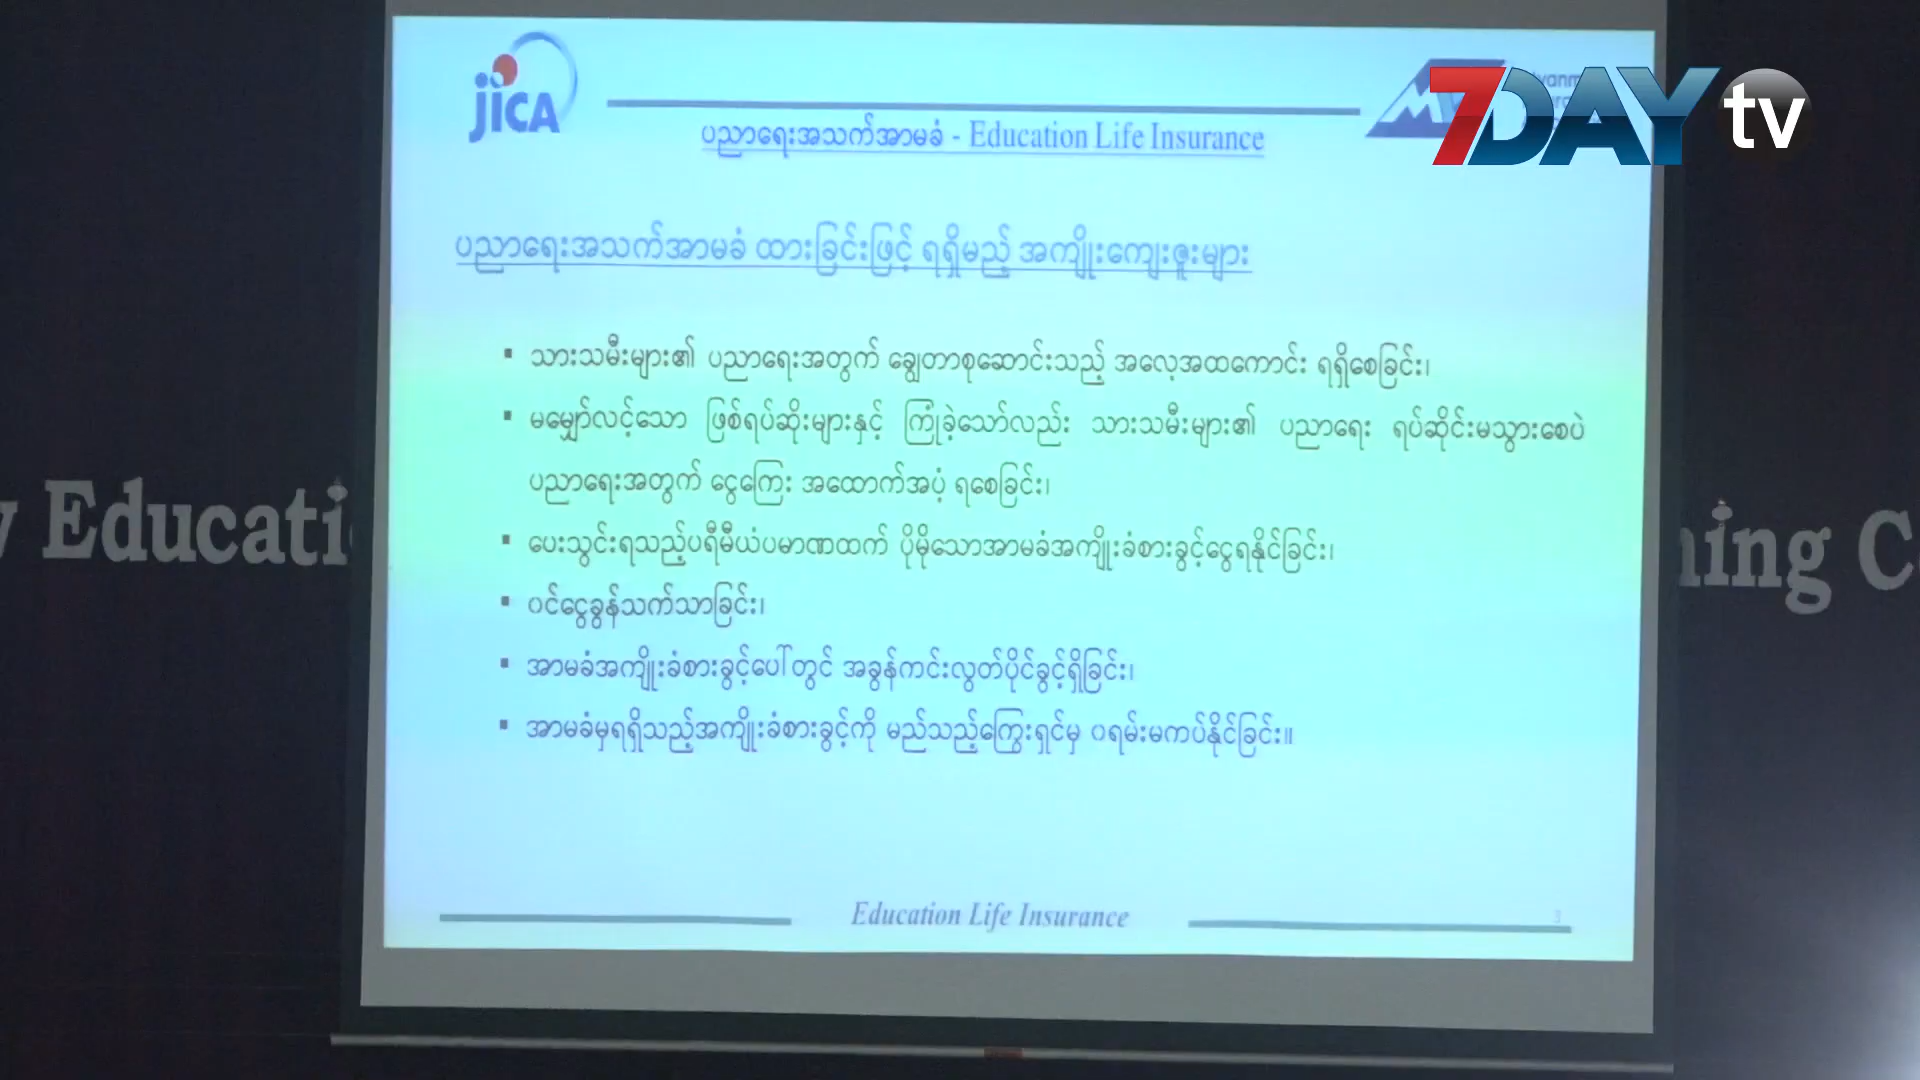 JICA
7DAY tv
ပညာရေးအသက်အာမခံ - Education Life Insurance
ပညာရေးအသက်အာမခံ ထားခြင်းဖြင့် ရရှိမည့် အကျိုးကျေးဇူးများ
▪ သားသမီးများ၏ ပညာရေးအတွက် ချွေတာစုဆောင်းသည့် အလေ့အထကောင်း ရရှိစေခြင်း၊
▪ မမျှော်လင့်သော ဖြစ်ရပ်ဆိုးများနှင့် ကြုံခဲ့သော်လည်း သားသမီးများ၏ ပညာရေး ရပ်ဆိုင်းမသွားစေပဲ
ပညာရေးအတွက် ငွေကြေး အထောက်အပံ့ ရစေခြင်း၊
▪ ပေးသွင်းရသည့်ပရီမီယံပမာဏထက် ပိုမိုသောအာမခံအကျိုးခံစားခွင့်ငွေရနိုင်ခြင်း၊
▪ ဝင်ငွေခွန်သက်သာခြင်း၊
▪ အာမခံအကျိုးခံစားခွင့်ပေါ်တွင် အခွန်ကင်းလွတ်ပိုင်ခွင့်ရှိခြင်း၊
▪ အာမခံမှရရှိသည့်အကျိုးခံစားခွင့်ကို မည်သည့်ကြွေးရှင်မှ ဝရမ်းမကပ်နိုင်ခြင်း။
Education Life Insurance
3